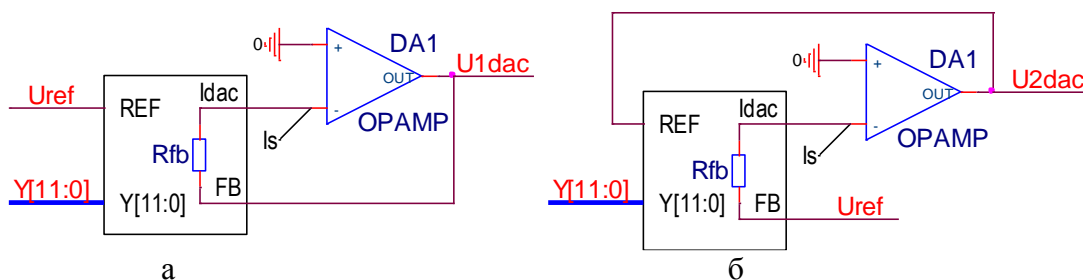 0
+
DA1
OUT
U1dac
-
OPAMP
Uref
REF
Idac
Is
Rfb
Y[11:0]
Y[11:0]
FB
а
0
+
DA1
OUT
U2dac
-
OPAMP
REF
Idac
Is
Rfb
Y[11:0]
Y[11:0]
FB
Uref
б